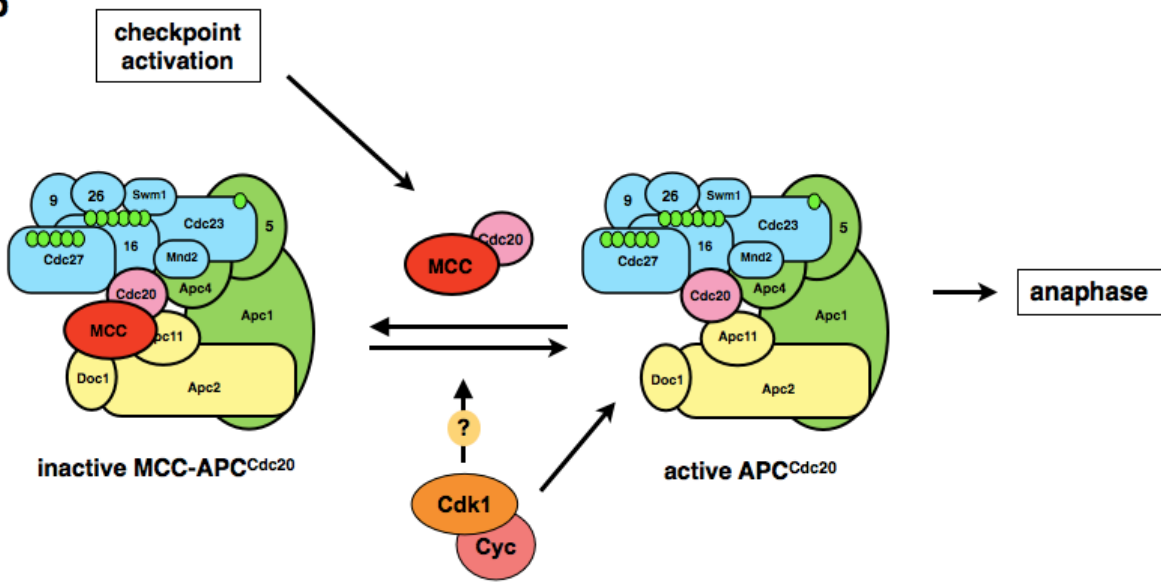 checkpoint
activation
9
26
Swm1
Cdc23
5
16
Cdc27
Mnd2
Cdc20
Apc4
MCC
pc11
Apc1
Doc1
Apc2
inactive MCC-APCCdc20
Cdc20
MCC
?
Cdk1
Cyc
9
26
Swm1
Cdc23
5
16
Cdc27
Mnd2
Cdc20
Apc4
Apc11
Apc1
Doc1
Apc2
active APCCdc20
anaphase